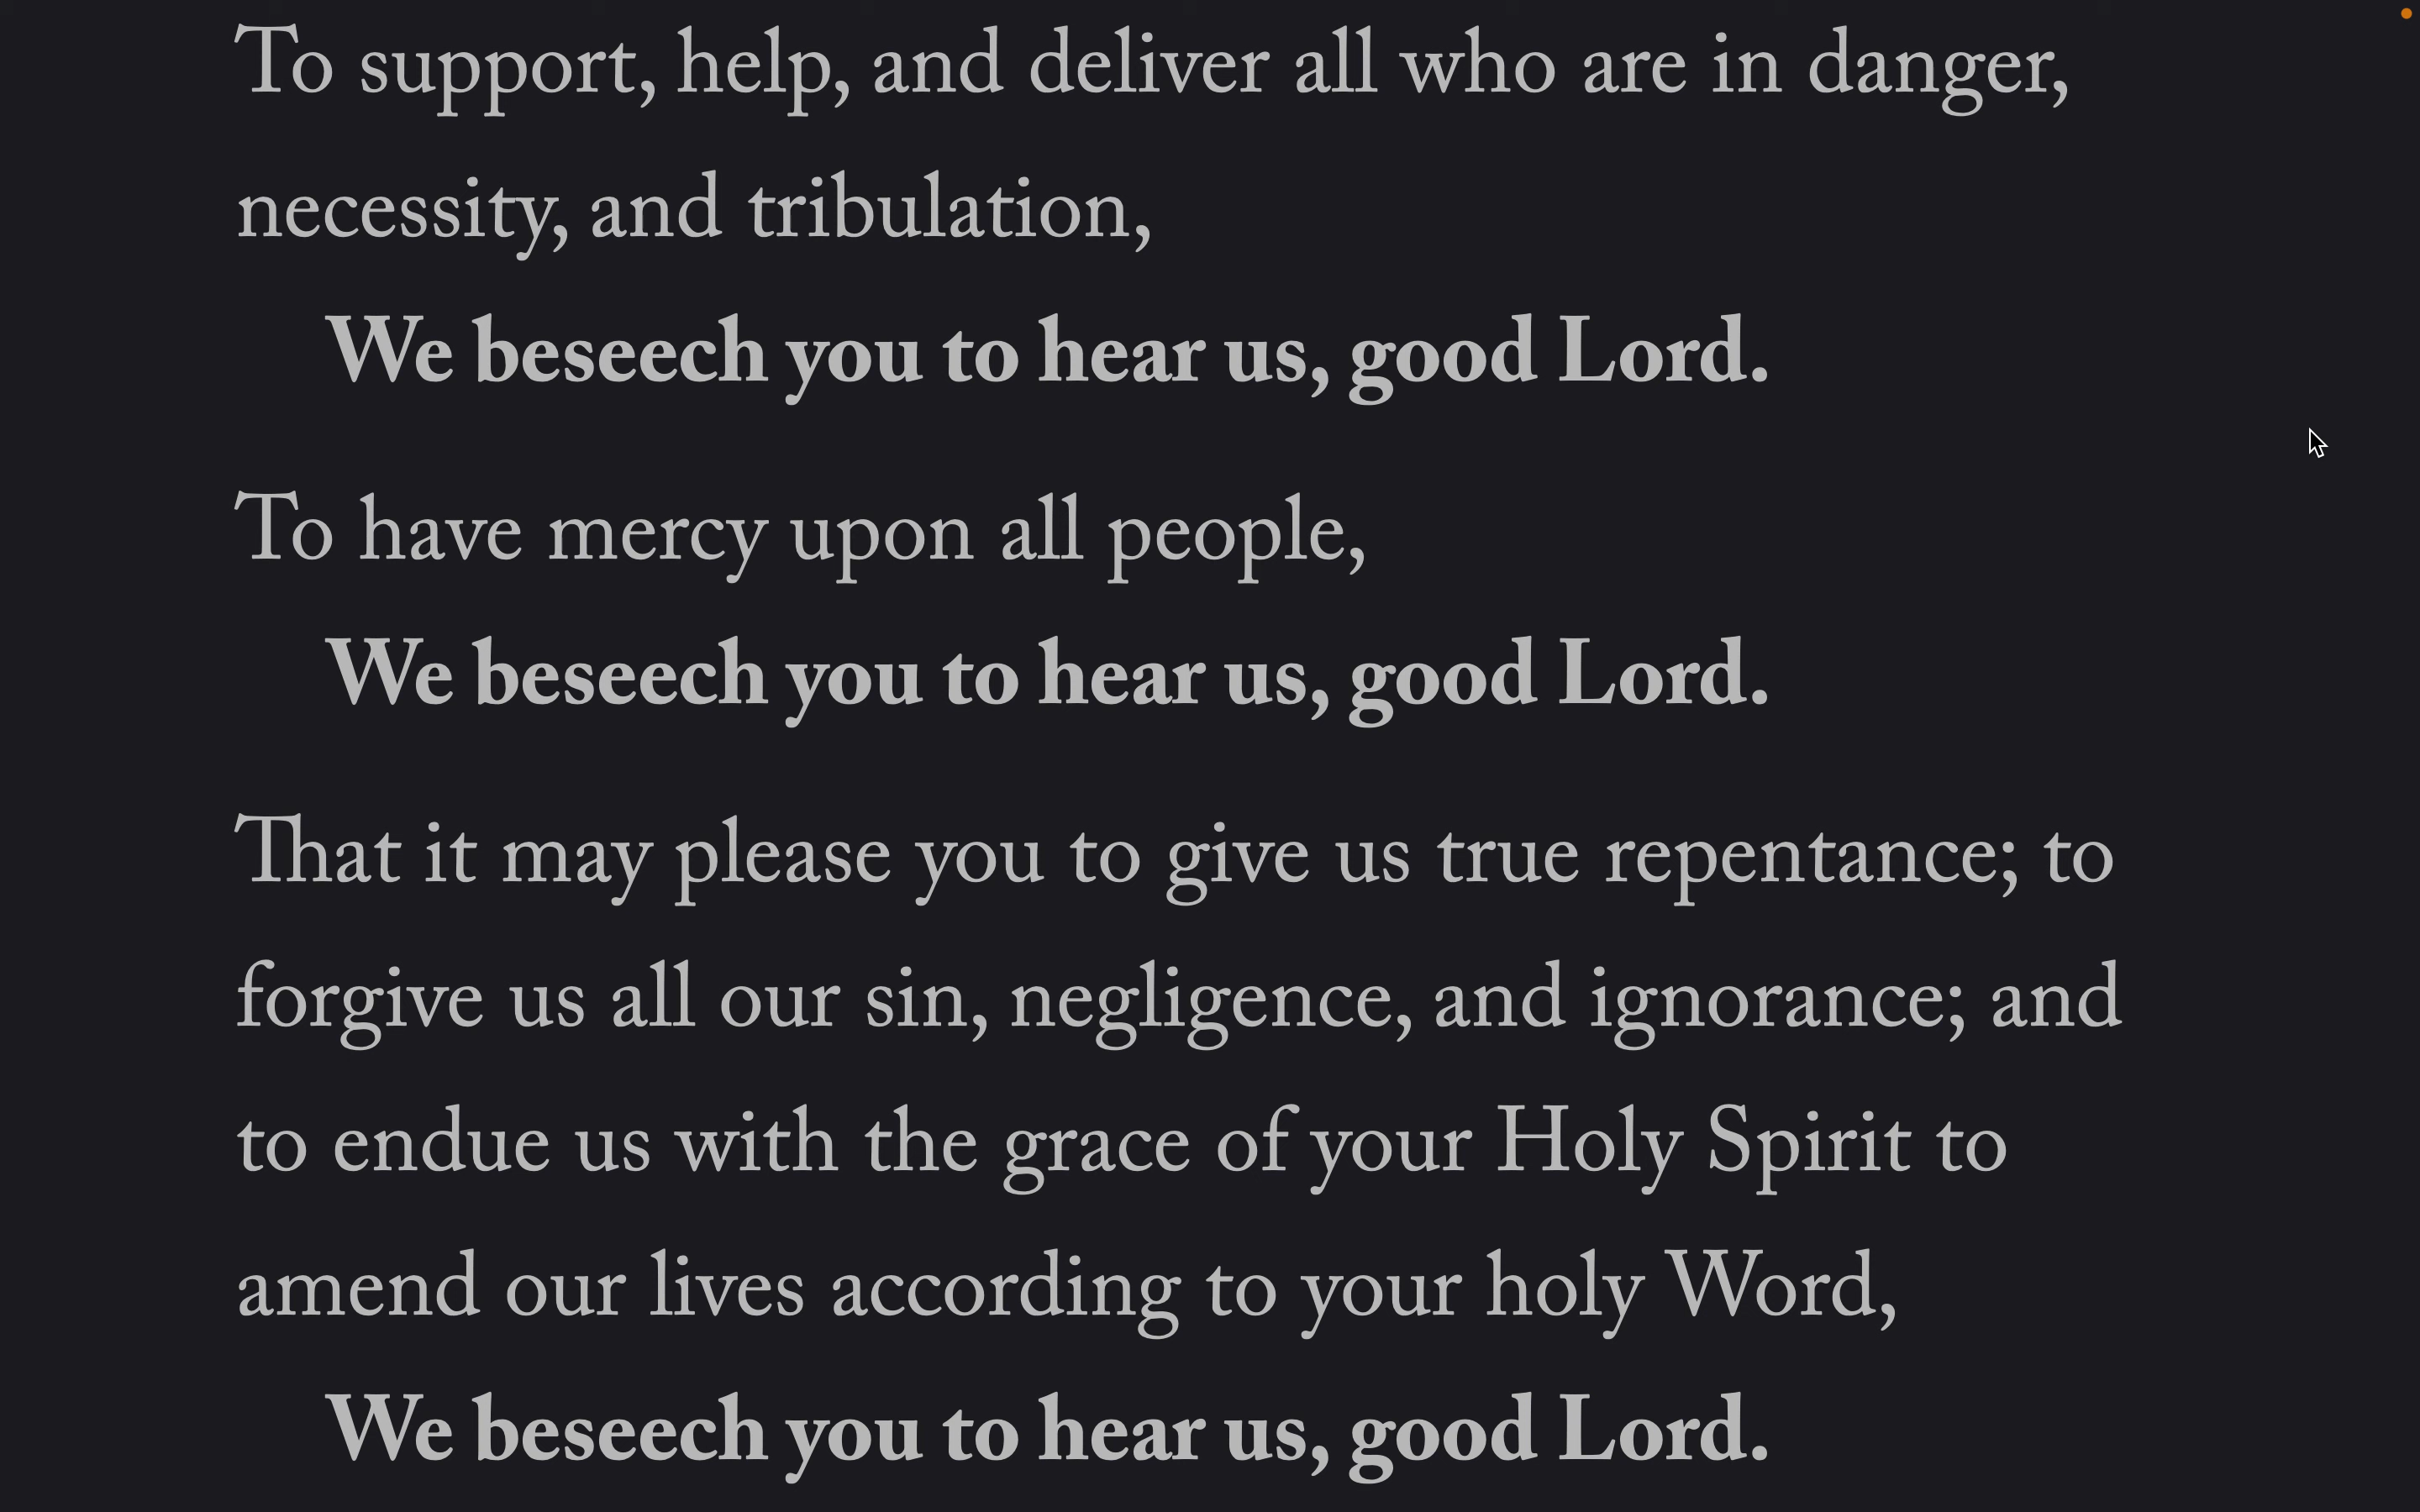 To support, help, and deliver all who are in danger,
necessity, and tribulation,
We beseech you to hear us, good Lord.
To have mercy upon all people,
We beseech you to hear us, good Lord.
That it may please you to give us true repentance; to
forgive us all our sin, negligence, and ignorance; and
to endue us with the grace of your Holy Spirit to
amend our lives according to your holy Word,
We beseech you to hear us, good Lord.